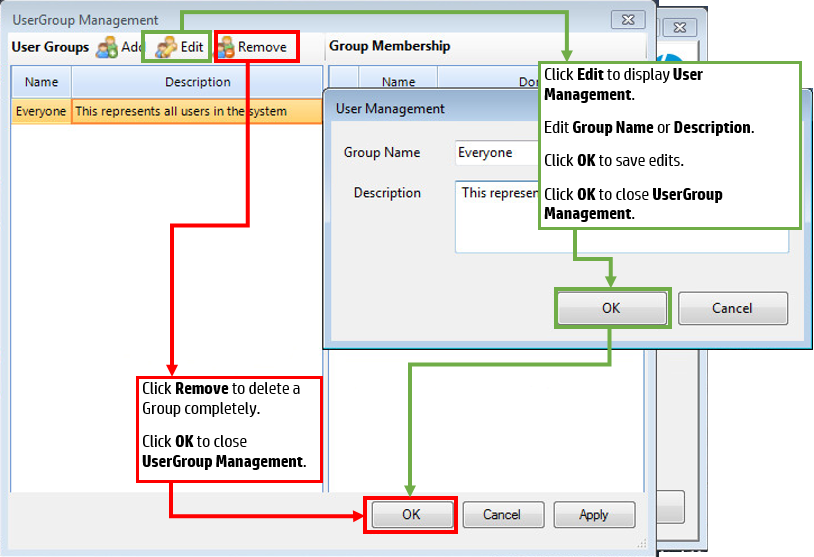 UserGroup Management
User Groups Add Edit Remove Group Membership
Name Description Name
Everyone This represents all users in the system
User Management
Group Name Everyone
Description This
OK Cancel
Click Edit to display User
Management.
Edit Group Name or Description.
Click OK to save edits.
Click OK to close UserGroup
Management.
Click Remove to delete a
Group completely.
Click OK to close
UserGroup Management.
OK Cancel Apply